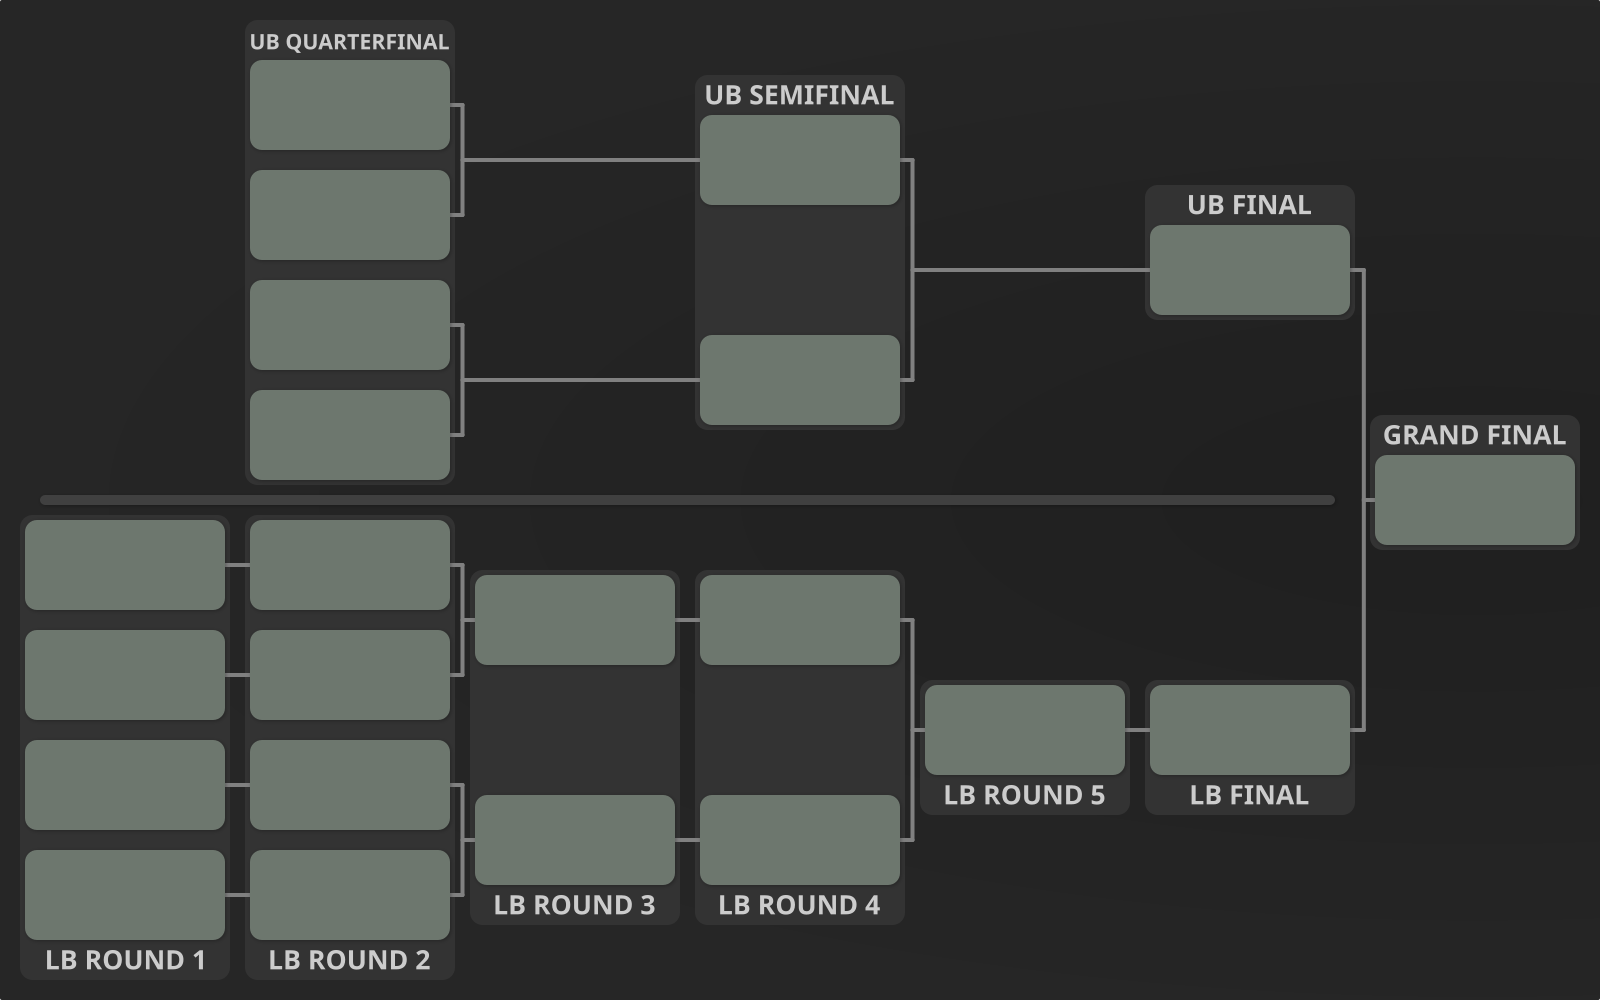 UB QUARTERFINAL
UB SEMIFINAL
UB FINAL
GRAND FINAL
LB ROUND 1
LB ROUND 2
LB ROUND 3
LB ROUND 4
LB ROUND 5
LB FINAL